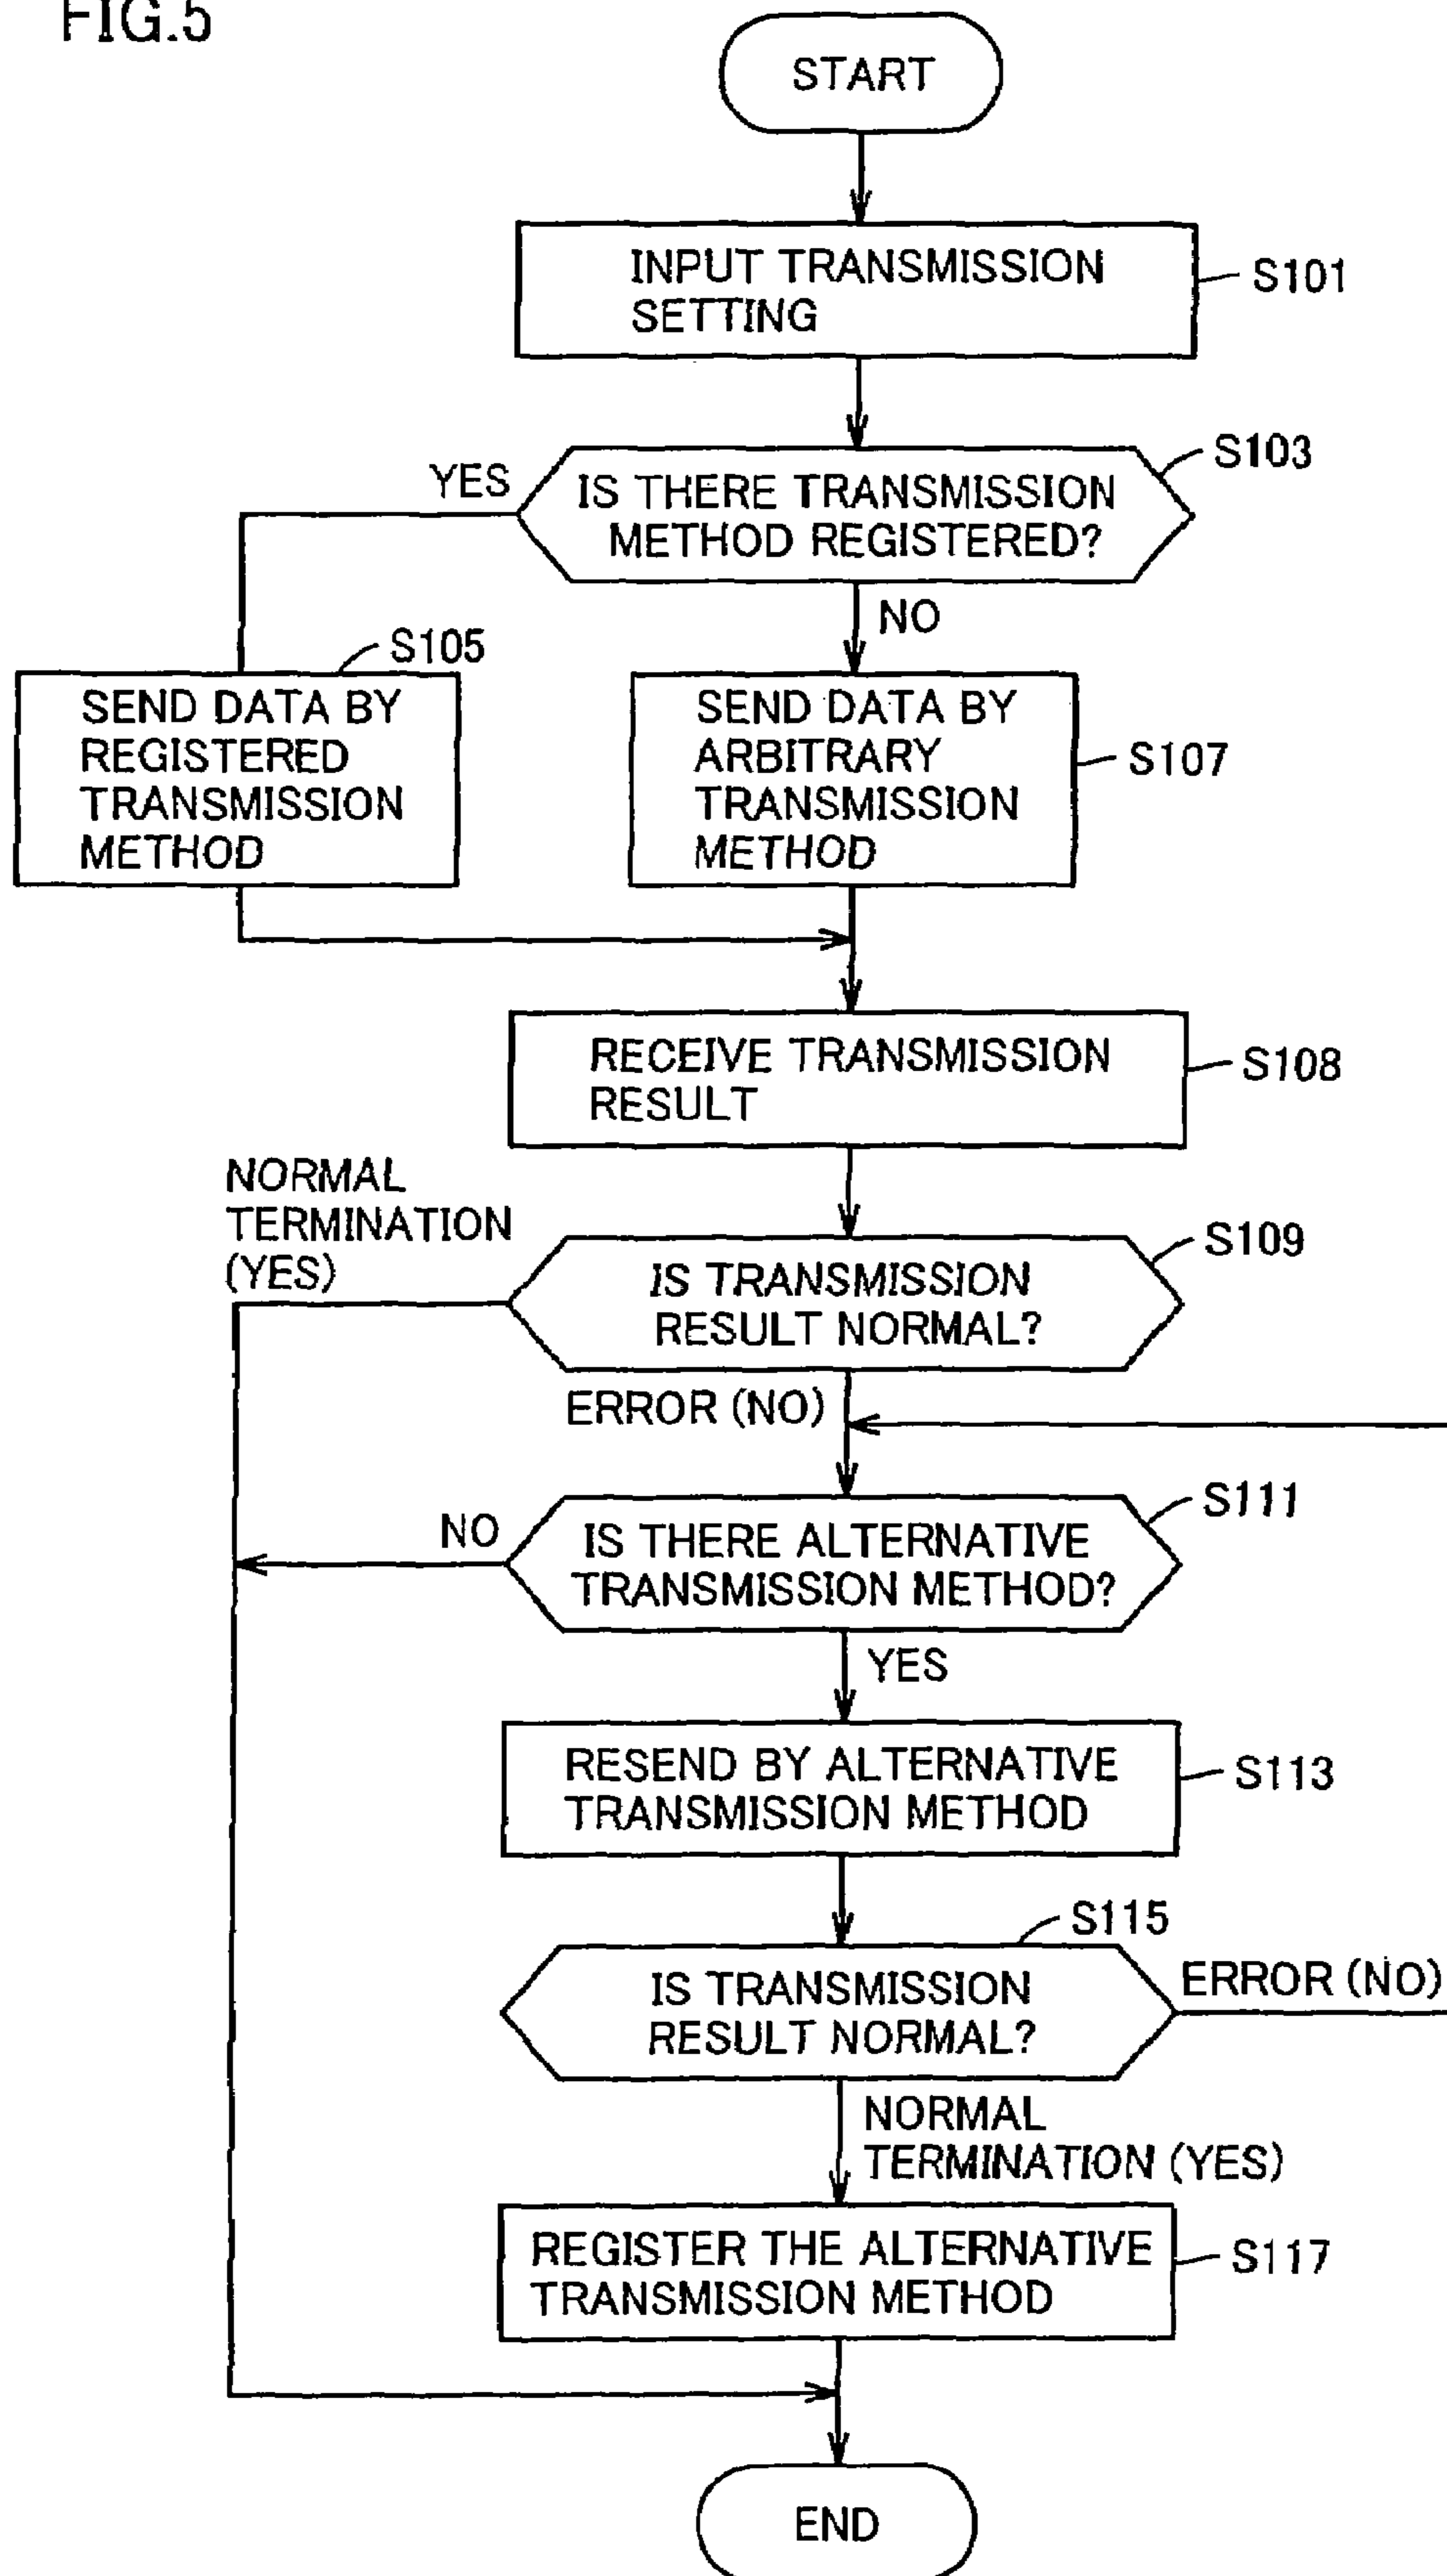 FIG.5
START
INPUT TRANSMISSION
SETTING
S101
S103
YES
IS THERE TRANSMISSION
METHOD REGISTERED?
NO
S105
SEND DATA BY
REGISTERED
TRANSMISSION
METHOD
SEND DATA BY
ARBITRARY
TRANSMISSION
METHOD
S107
RECEIVE TRANSMISSION
RESULT
S108
NORMAL
TERMINATION
(YES)
S109
IS TRANSMISSION
RESULT NORMAL?
ERROR (NO)
S111
NO
IS THERE ALTERNATIVE
TRANSMISSION METHOD?
YES
RESEND BY ALTERNATIVE
TRANSMISSION METHOD
S113
S115
IS TRANSMISSION
RESULT NORMAL?
ERROR (NO)
NORMAL
TERMINATION (YES)
REGISTER THE ALTERNATIVE
TRANSMISSION METHOD
S117
END